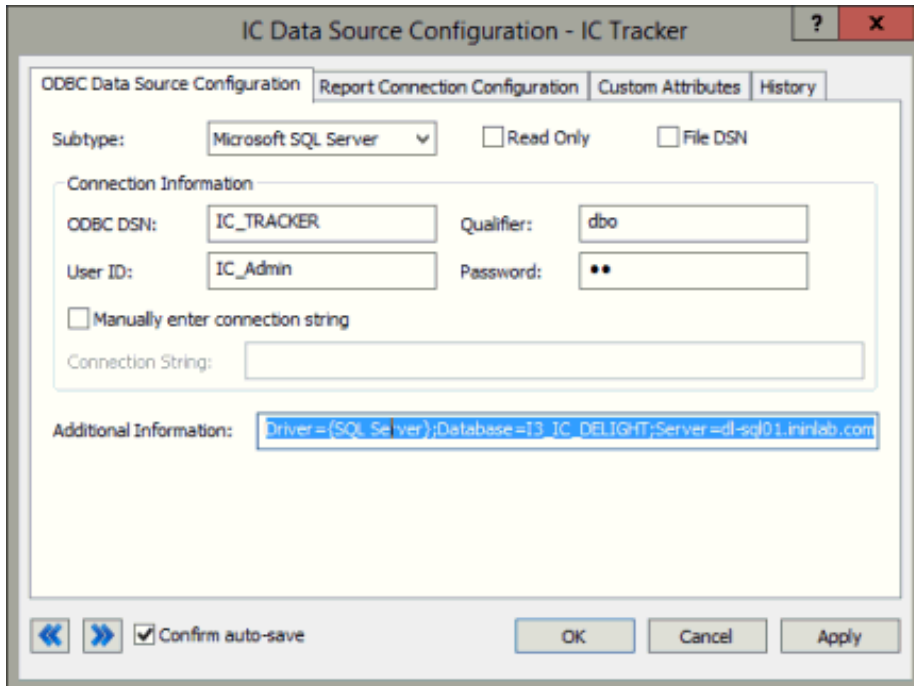 IC Data Source Configuration - IC Tracker
? x
ODBC Data Source Configuration Report Connection Configuration Custom Attributes History
Subtype: Microsoft SQL Server Read Only File DSN
Connection Information
ODBC DSN: IC_TRACKER Qualifier: dbo
User ID: IC_Admin Password: ●●
Manually enter connection string
Connection String:
Additional Information: Driver={SQL Server};Database=I3_IC_DELIGHT;Server=dl-sql01.ininlab.com
Confirm auto-save OK Cancel Apply